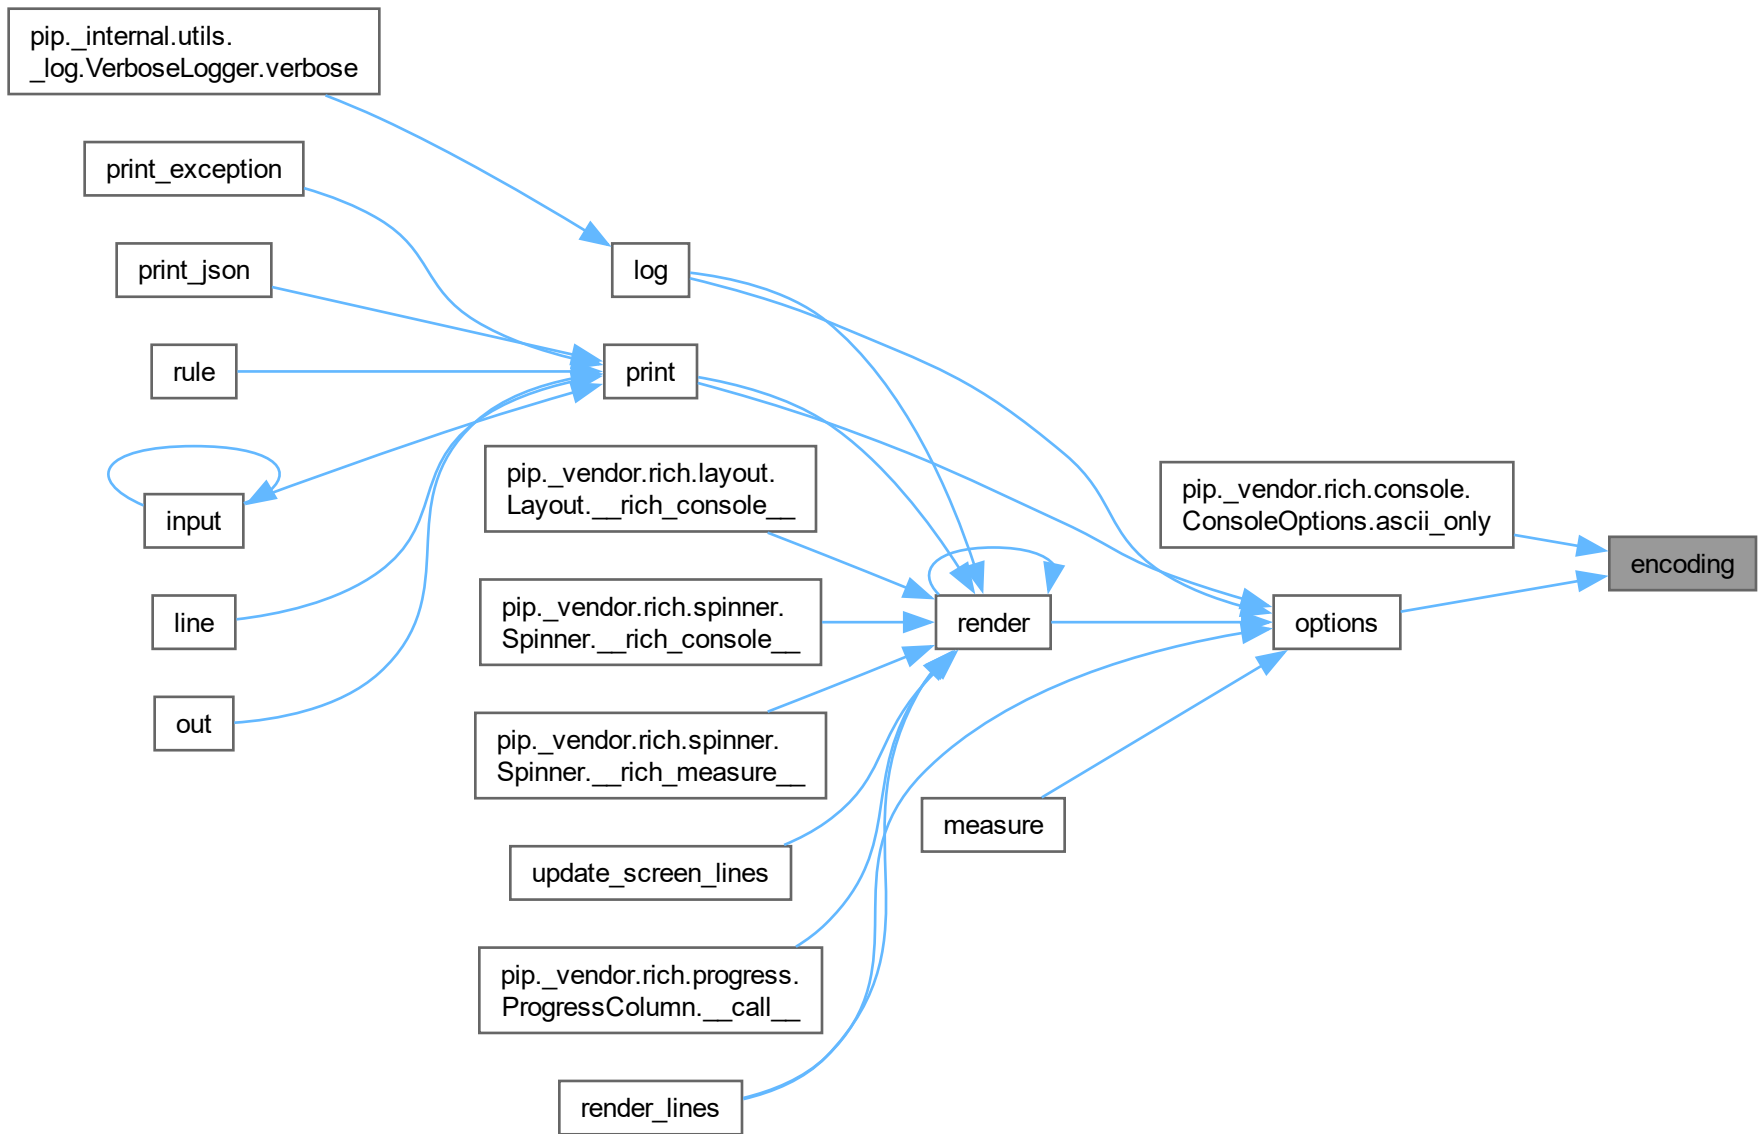 pip._internal.utils.
_log.VerboseLogger.verbose
print_exception
print_json
rule
input
line
out
log
print
pip._vendor.rich.layout.
Layout.__rich_console__
pip._vendor.rich.spinner.
Spinner.__rich_console__
pip._vendor.rich.spinner.
Spinner.__rich_measure__
update_screen_lines
pip._vendor.rich.progress.
ProgressColumn.__call__
render_lines
render
measure
pip._vendor.rich.console.
ConsoleOptions.ascii_only
options
encoding